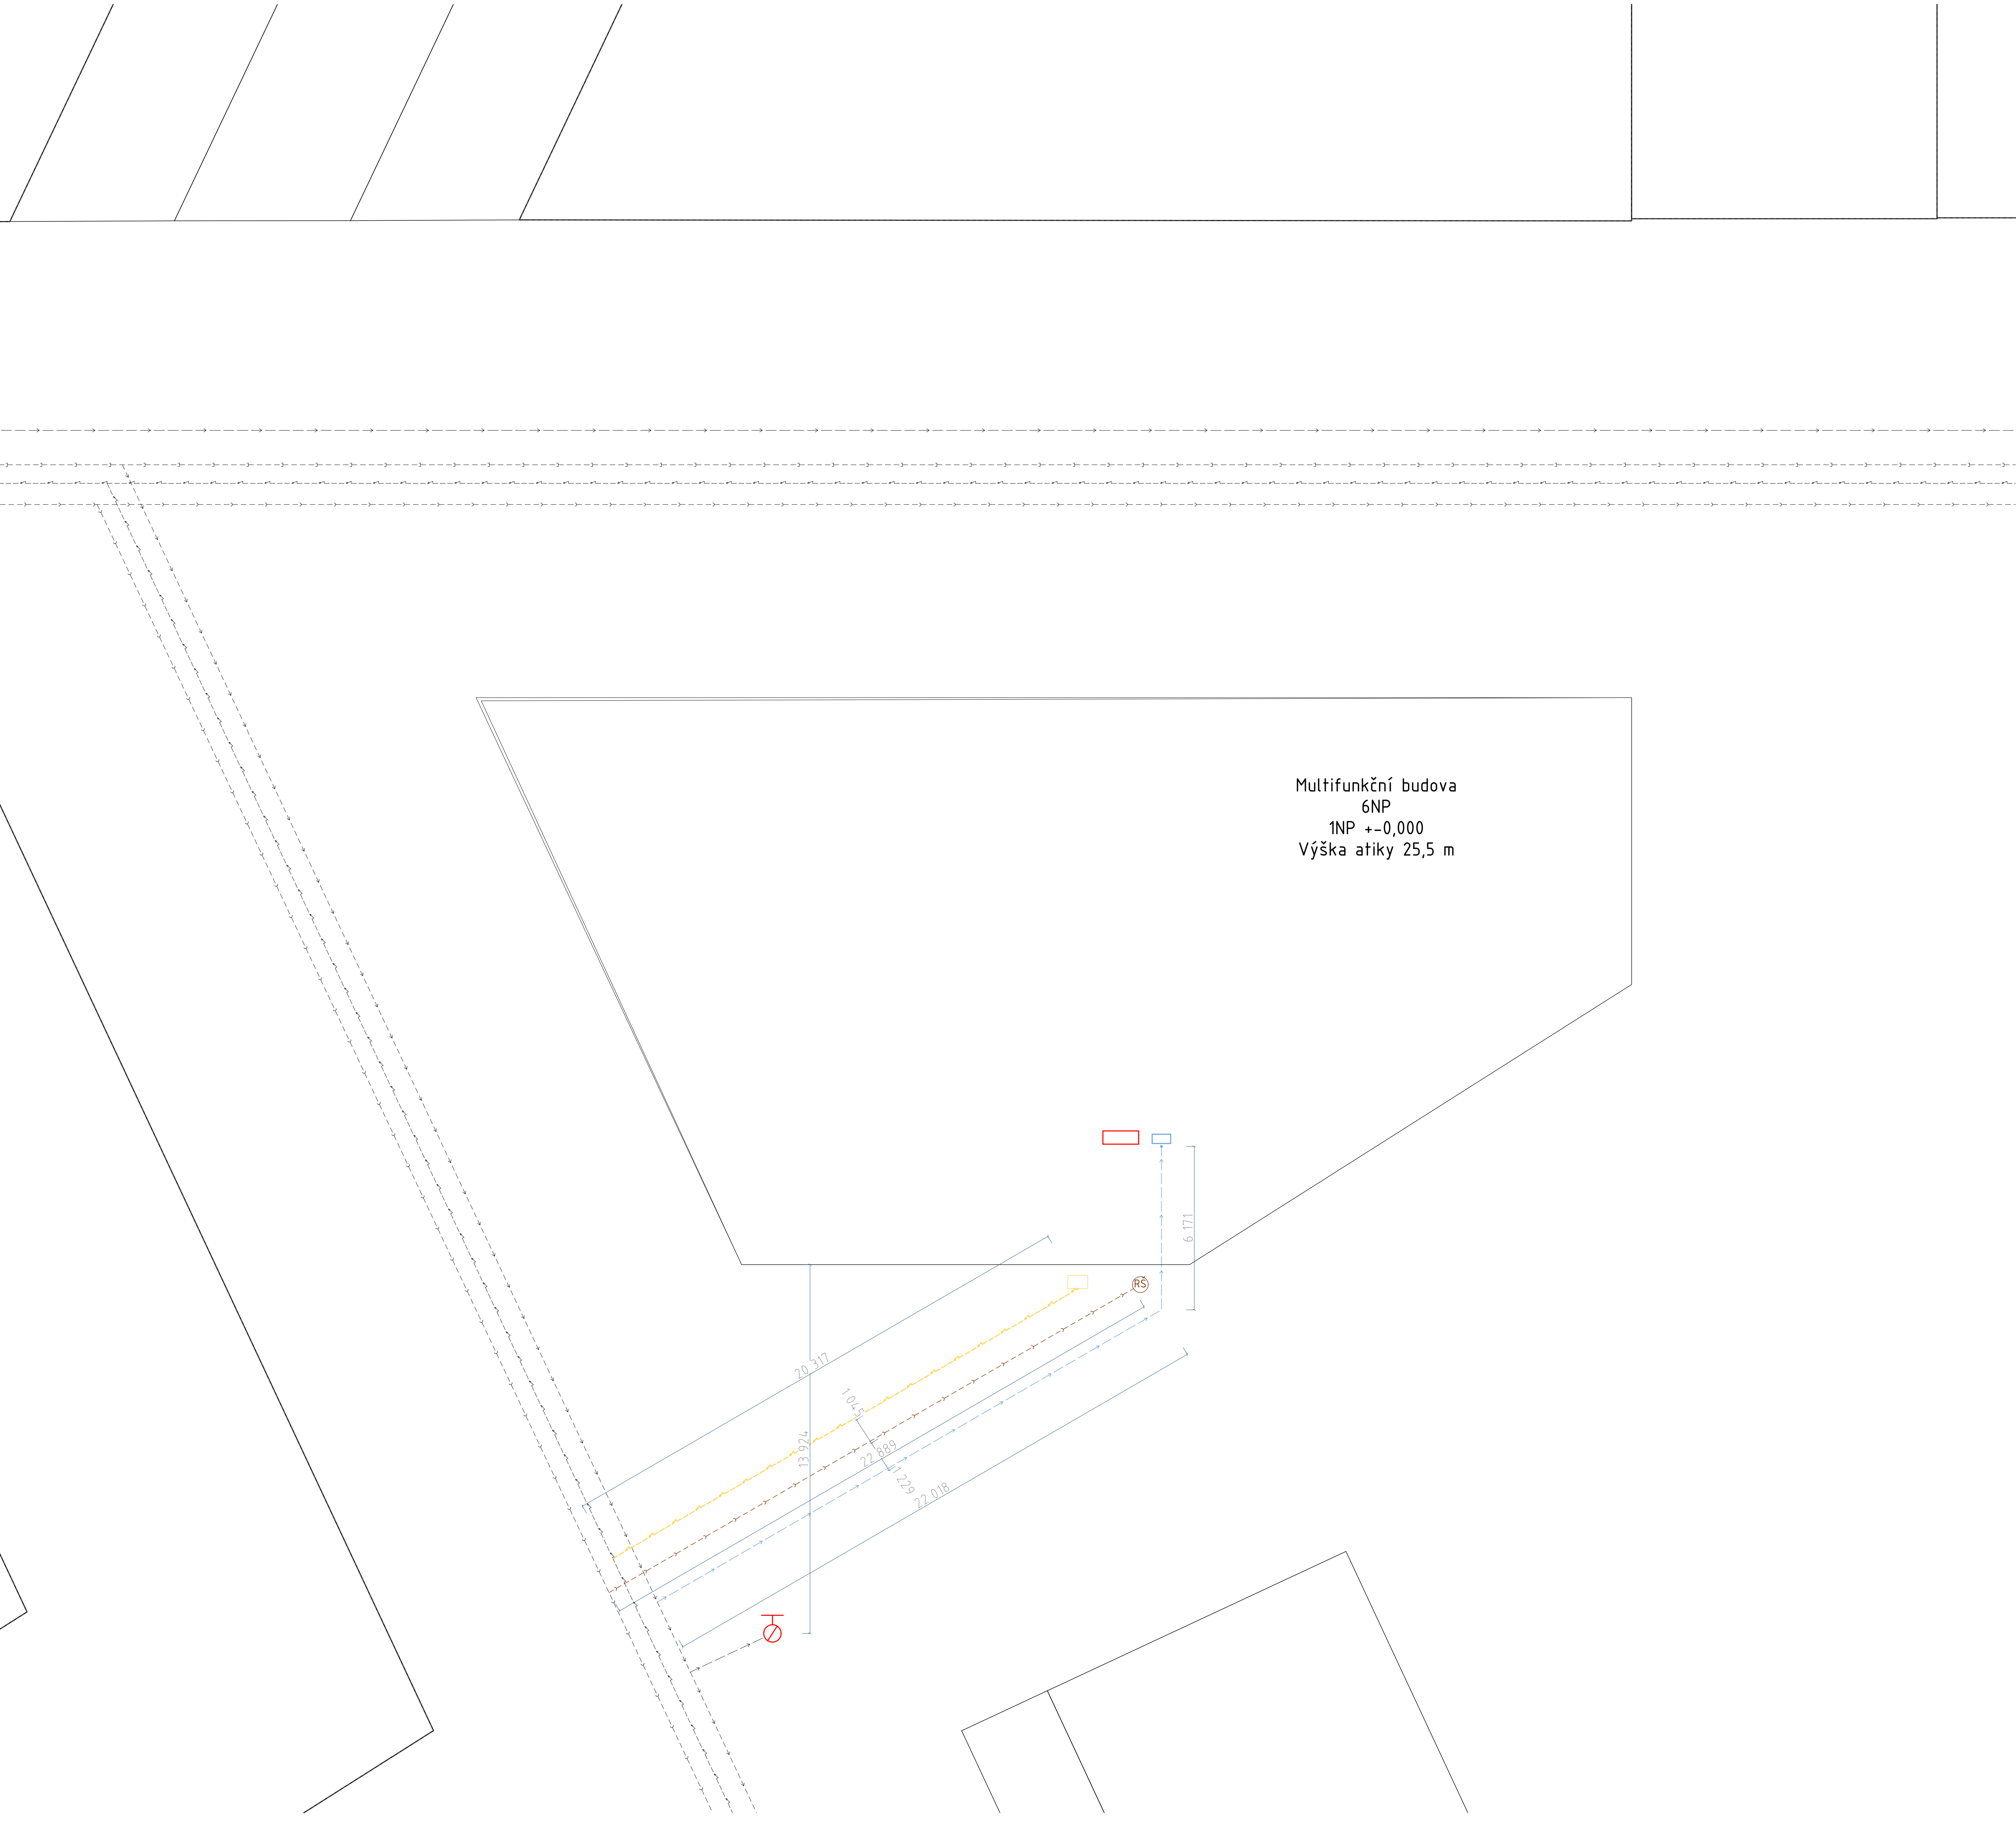 Multifunkční budova
6NP
1NP +-0,000
Výška atiky 25,5 m
6 171
RŠ
20 317
1 045
13 924
22 889
1 229
22 018